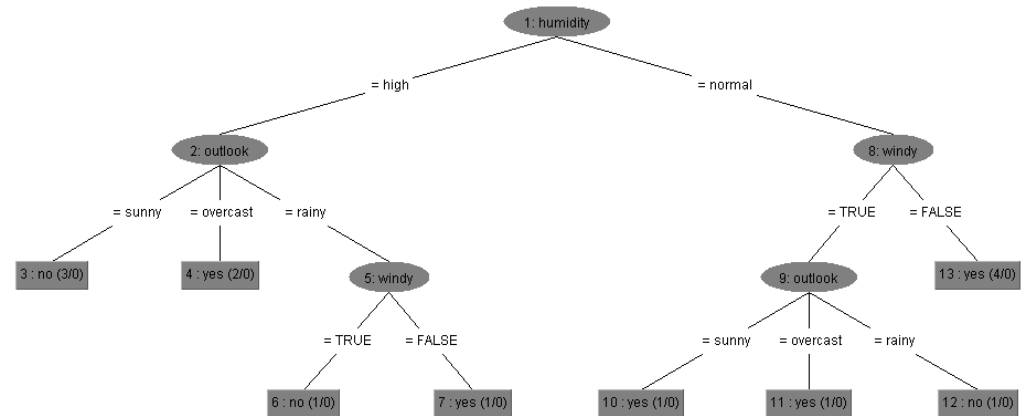 1: humidity
= high
= normal
2: outlook
8: windy
= sunny
= overcast
= rainy
= TRUE
= FALSE
3 : no (3/0)
4 : yes (2/0)
5: windy
9: outlook
13 : yes (4/0)
= TRUE
= FALSE
= sunny
= overcast
= rainy
6 : no (1/0)
7 : yes (1/0)
10 : yes (1/0)
11 : yes (1/0)
12 : no (1/0)